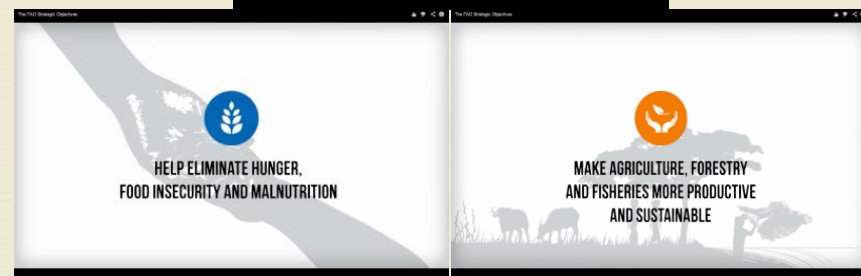 The FAO Strategic Objectives
HELP ELIMINATE HUNGER,
FOOD INSECURITY AND MALNUTRITION
The FAO Strategic Objectives
MAKE AGRICULTURE, FORESTRY
AND FISHERIES MORE PRODUCTIVE
AND SUSTAINABLE